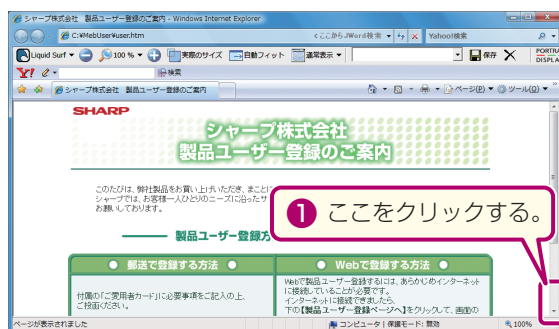 シャープ株式会社 製品ユーザー登録のご案内 - Windows Internet Explorer
C:¥WebUser¥user.htm
<ここからJWord検索
Yahoo!検索
Liquid Surf
100 %
実際のサイズ
自動フィット
通常表示
保存
PORTRA
DISPLA
Y!
検索
シャープ株式会社 製品ユーザー登録のご案内
ページ(P)
ツール(O)
SHARP
シャープ株式会社
製品ユーザー登録のご案内
このたびは、弊社製品をお買い上げいただき、まことに
シャープでは、お客様一人ひとりのニーズに沿ったサ
お願いしております。
1 ここをクリックする。
製品ユーザー登録方
郵送で登録する方法
Webで登録する方法
付属の「ご愛用者カード」に必要事項をご記入の上、
ご投函ください。
Webで製品ユーザー登録するには、あらかじめインターネット
に接続していることが必要です。
インターネットに接続できましたら、
下の【製品ユーザー登録ページへ】をクリックして、画面の
ページが表示されました
コンピュータ | 保護モード: 無効
100%